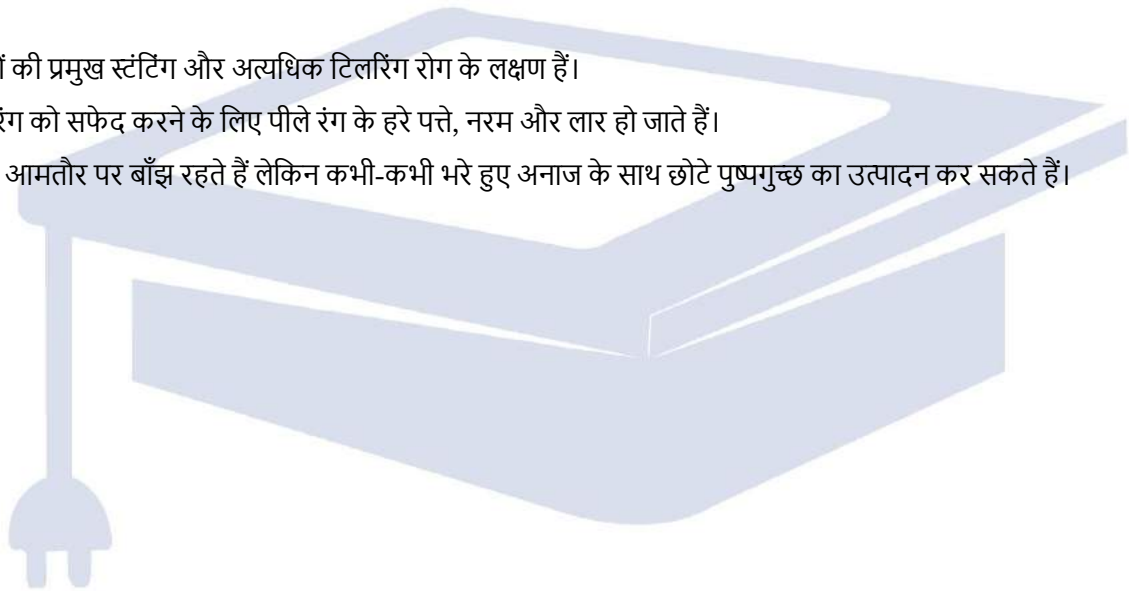 की प्रमुख स्टंटिंग और अत्यधिक टिलरिंग रोग के लक्षण हैं।
रंग को सफेद करने के लिए पीले रंग के हरे पत्ते, नरम और लार हो जाते हैं।
आमतौर पर बाँझ रहते हैं लेकिन कभी-कभी भरे हुए अनाज के साथ छोटे पुष्पगुच्छ का उत्पादन कर सकते हैं।